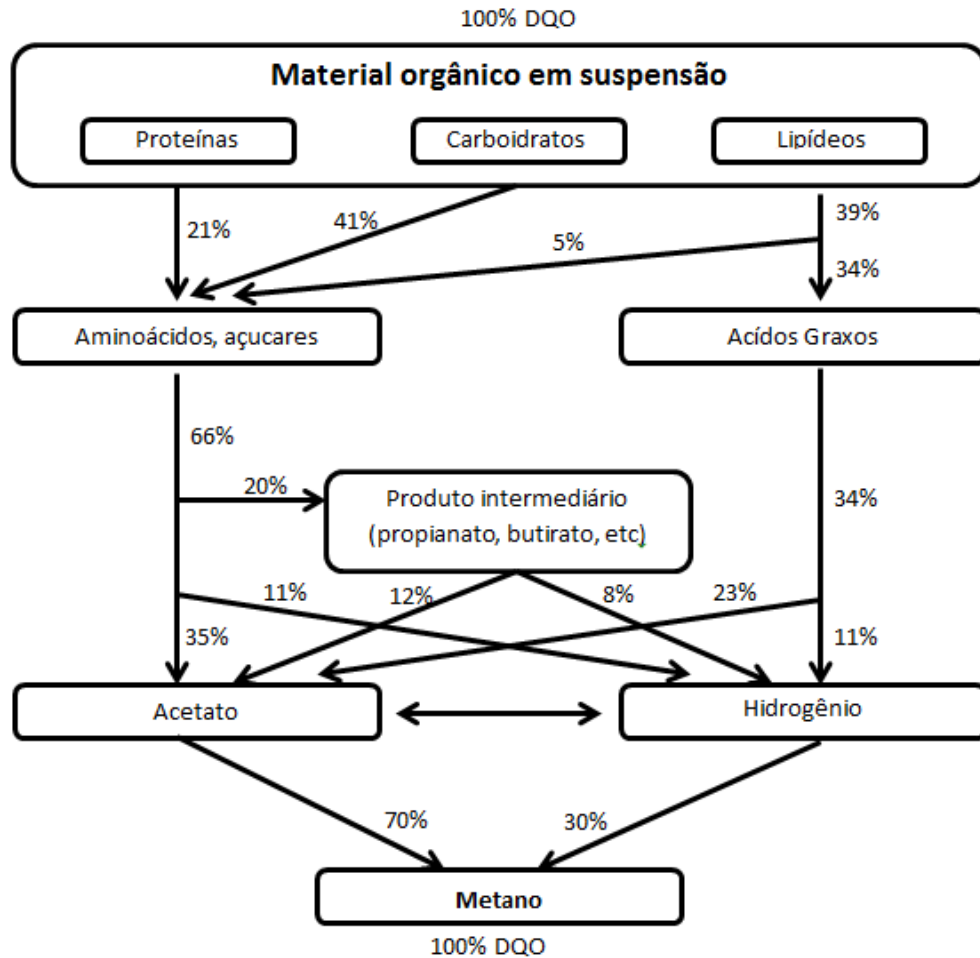 100% DQO
Material orgânico em suspensão
Proteínas
Carboidratos
Lipídeos
21%
41%
5%
39%
34%
Aminoácidos, açucares
Acídos Graxos
66%
20%
Produto intermediário
(propianato, butirato, etc)
34%
11%
12%
8%
23%
35%
11%
Acetato
Hidrogênio
70%
30%
Metano
100% DQO